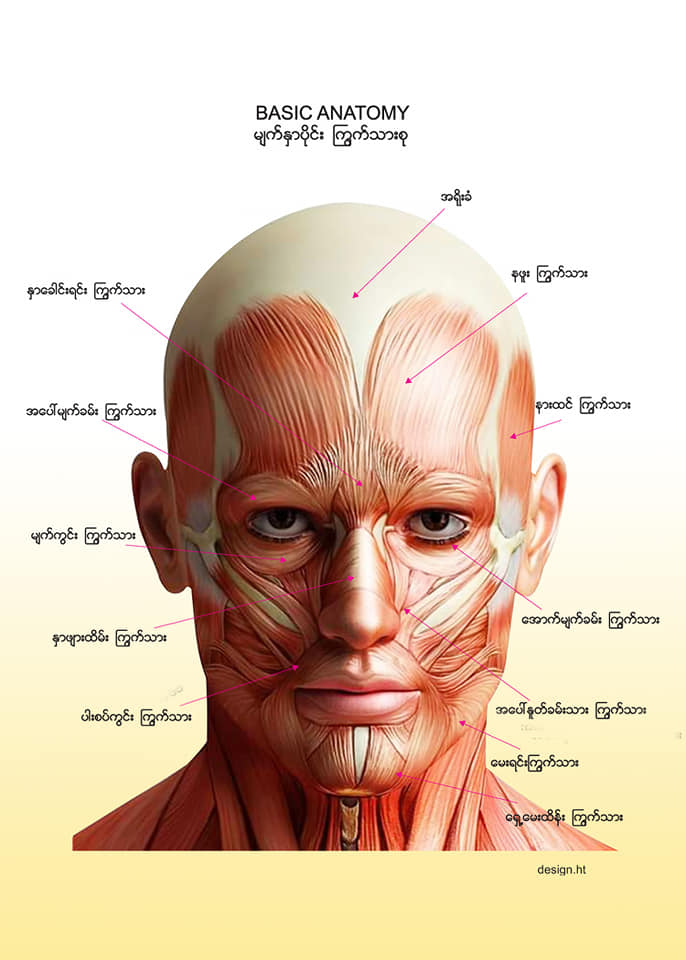 BASIC ANATOMY
မျက်နှာပိုင်း ကြွက်သားစု
အရိုးခံ
နဖူး ကြွက်သား
နှာခေါင်းရင်း ကြွက်သား
နားထင် ကြွက်သား
အပေါ်မျက်ခမ်း ကြွက်သား
မျက်ကွင်း ကြွက်သား
အောက်မျက်ခမ်း ကြွက်သား
နှာဖျားထိမ်း ကြွက်သား
အပေါ်နှုတ်ခမ်းသား ကြွက်သား
ပါးစပ်ကွင်း ကြွက်သား
မေးရင်းကြွက်သား
ရှေ့မေးထိန်း ကြွက်သား
design.ht